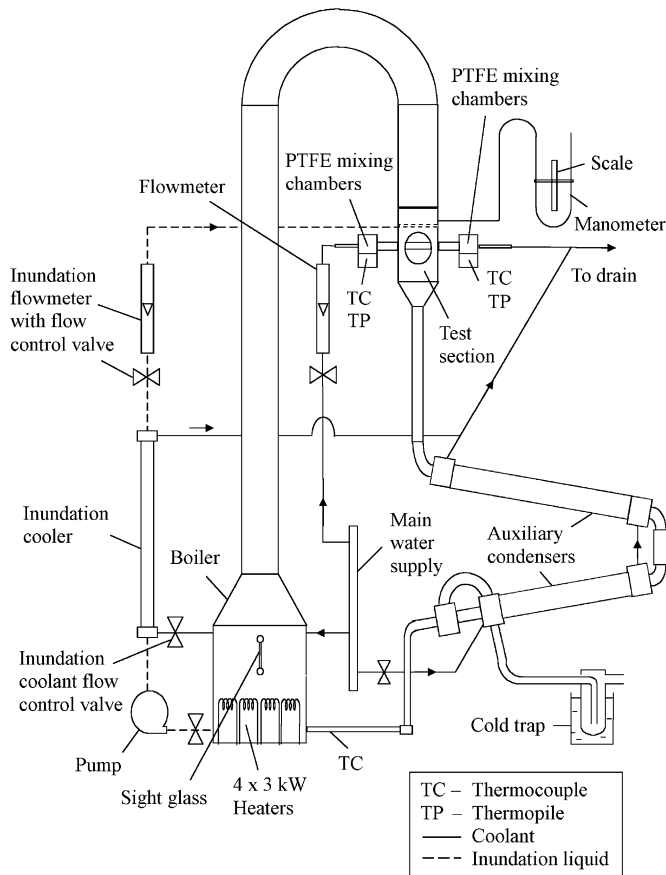 PTFE mixing
chambers
PTFE mixing
chambers
Flowmeter
Scale
Manometer
To drain
TC
TP
TC
TP
Test
section
Inundation
flowmeter
with flow
control valve
Inundation
cooler
Boiler
Main
water
supply
Auxiliary
condensers
Inundation
coolant flow
control valve
Pump
Sight glass
4 x 3 kW
Heaters
TC
Cold trap
TC – Thermocouple
TP – Thermopile
Coolant
Inundation liquid